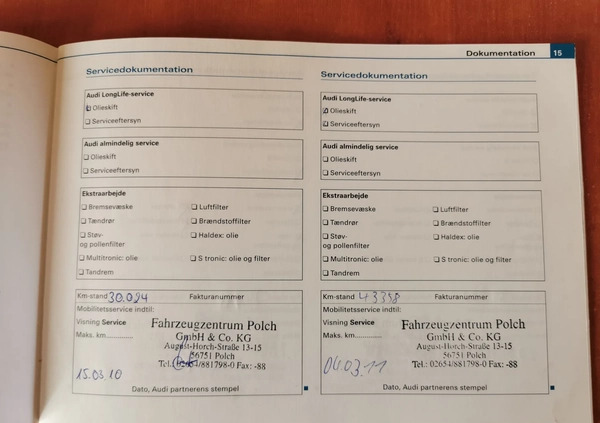 Dokumentation 15
Servicedokumentation
Audi LongLife-service
Olieskift
Serviceeftersyn
Audi almindelig service
Olieskift
Serviceeftersyn
Ekstraarbejde
Bremsevæske Luftfilter
Tændrør Brændstoffilter
Støv- Haldex: olie
og pollenfilter
Multitronic: olie S tronic: olie og filter
Tandrem
Km-stand 30.024 Fakturanummer
Mobilitetsservice indtil:
Visning Service
Maks. km
Fahrzeugzentrum Polch
GmbH & Co. KG
August-Horch-Straße 13-15
56751 Polch
Tel.: 02654/881798-0 Fax: -88
15.03.10
Dato, Audi partnerens stempel
Servicedokumentation
Audi LongLife-service
Olieskift
Serviceeftersyn
Audi almindelig service
Olieskift
Serviceeftersyn
Ekstraarbejde
Bremsevæske Luftfilter
Tændrør Brændstoffilter
Støv- Haldex: olie
og pollenfilter
Multitronic: olie S tronic: olie og filter
Tandrem
Km-stand 43398 Fakturanummer
Mobilitetsservice indtil:
Visning Service
Maks. km
Fahrzeugzentrum Polch
GmbH & Co. KG
August-Horch-Straße 13-15
56751 Polch
Tel.: 02654/881798-0 Fax: -88
04.03.11
Dato, Audi partnerens stempel